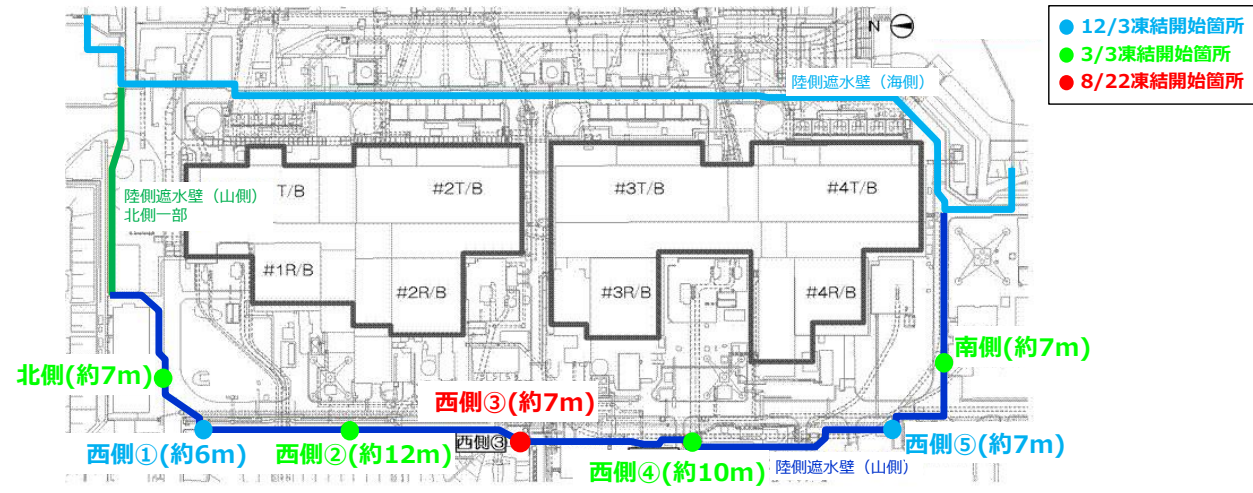 12/3凍結開始箇所
3/3凍結開始箇所
8/22凍結開始箇所
N
陸側遮水壁（海側）
陸側遮水壁（山側）
北側一部
T/B
#2T/B
#3T/B
#4T/B
#1R/B
#2R/B
#3R/B
#4R/B
北側(約7m)
南側(約7m)
西側③(約7m)
西側③
西側①(約6m)
西側②(約12m)
西側④(約10m)
西側⑤(約7m)
陸側遮水壁（山側）